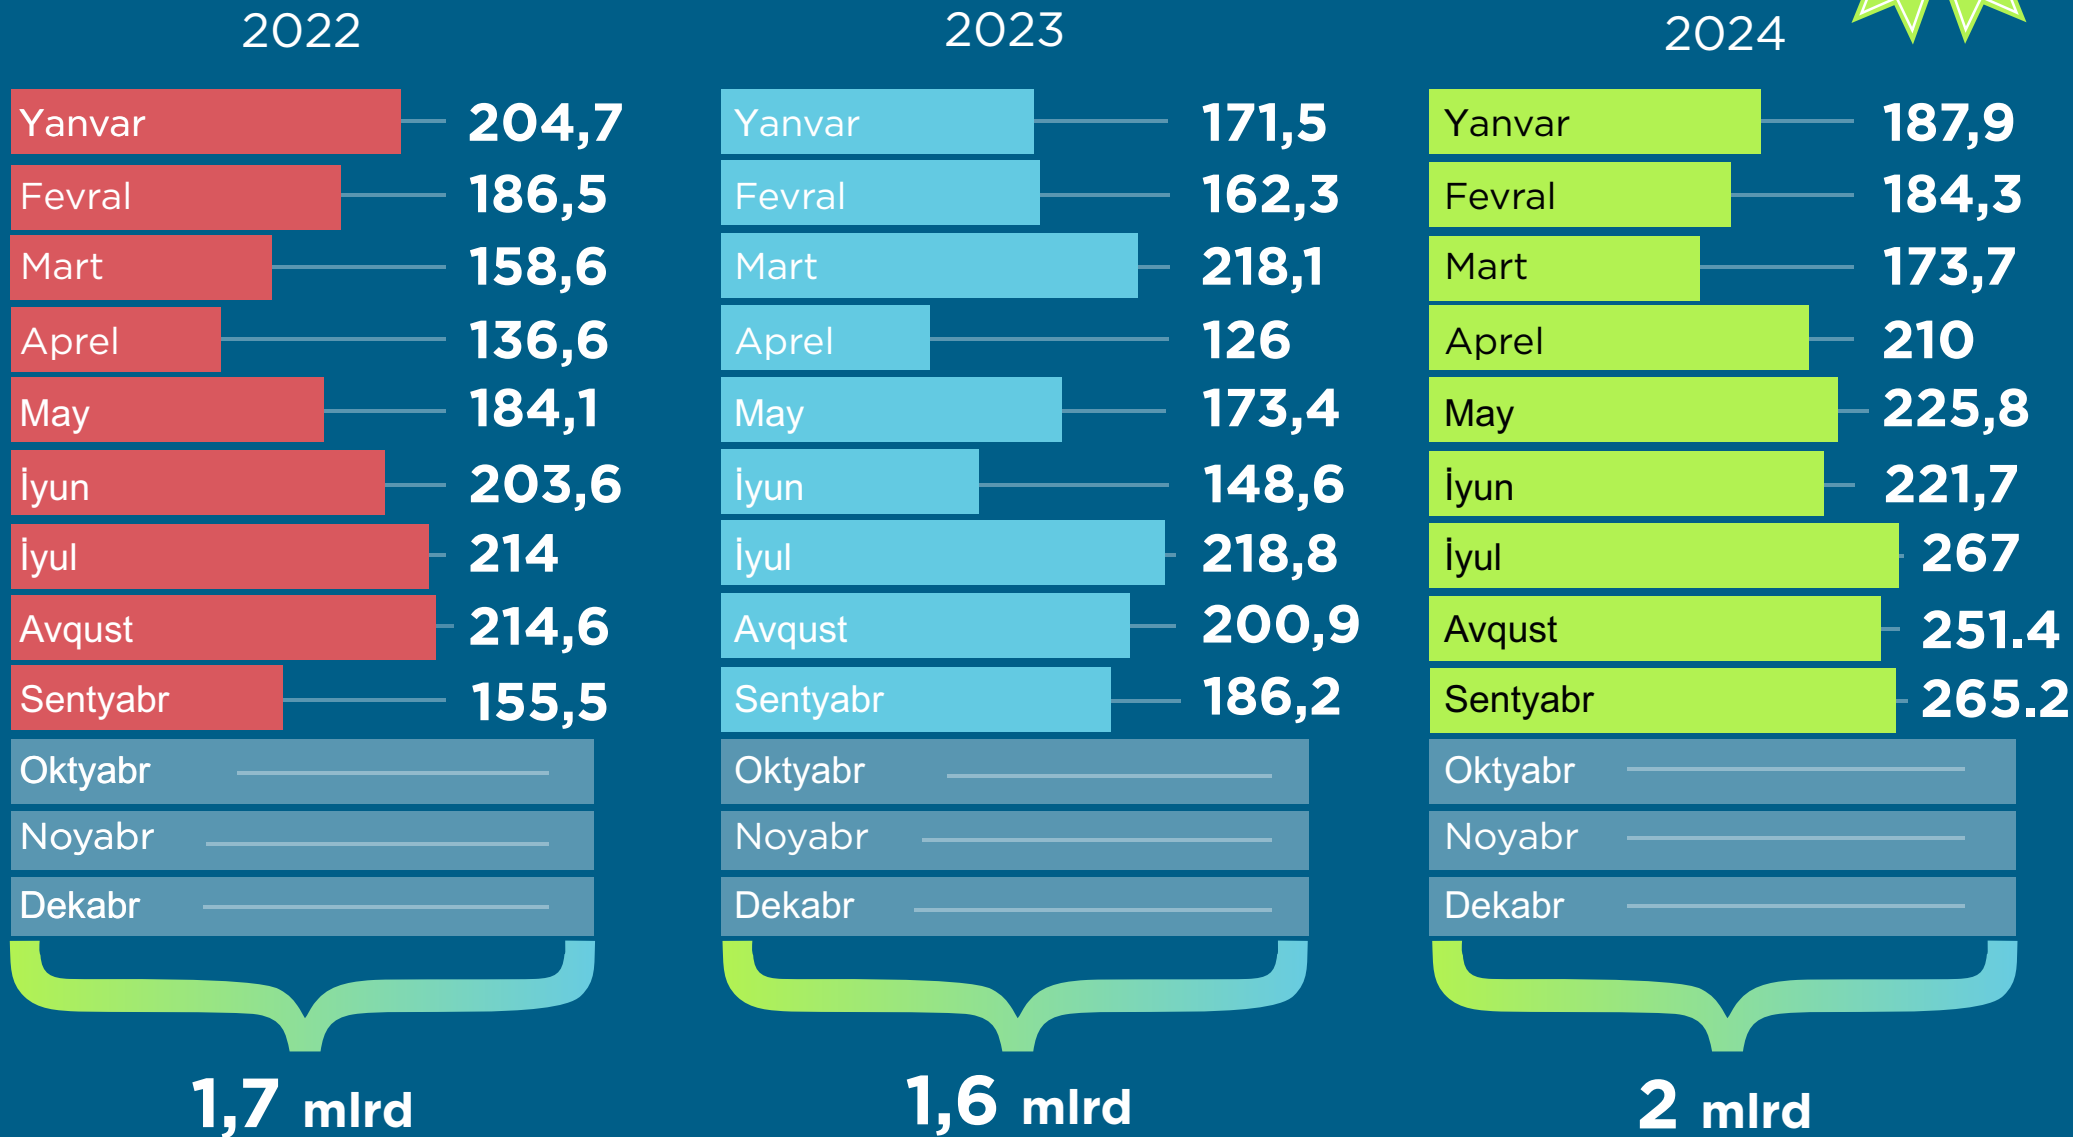 2022
Yanvar 204,7
Fevral 186,5
Mart 158,6
Aprel 136,6
May 184,1
İyun 203,6
İyul 214
Avqust 214,6
Sentyabr 155,5
Oktyabr
Noyabr
Dekabr
1,7 mlrd
2023
Yanvar 171,5
Fevral 162,3
Mart 218,1
Aprel 126
May 173,4
İyun 148,6
İyul 218,8
Avqust 200,9
Sentyabr 186,2
Oktyabr
Noyabr
Dekabr
1,6 mlrd
2024
Yanvar 187,9
Fevral 184,3
Mart 173,7
Aprel 210
May 225,8
İyun 221,7
İyul 267
Avqust 251.4
Sentyabr 265.2
Oktyabr
Noyabr
Dekabr
2 mlrd